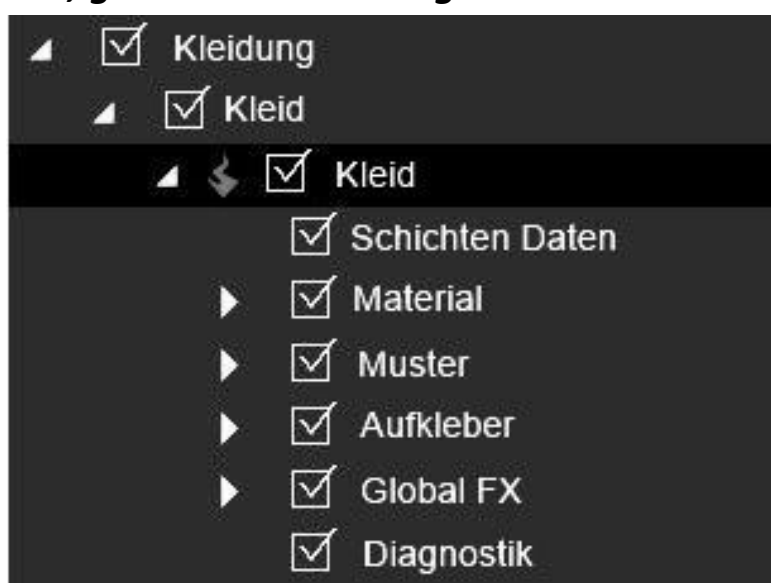 Kleidung
Kleid
Kleid
Schichten Daten
Material
Muster
Aufkleber
Global FX
Diagnostik